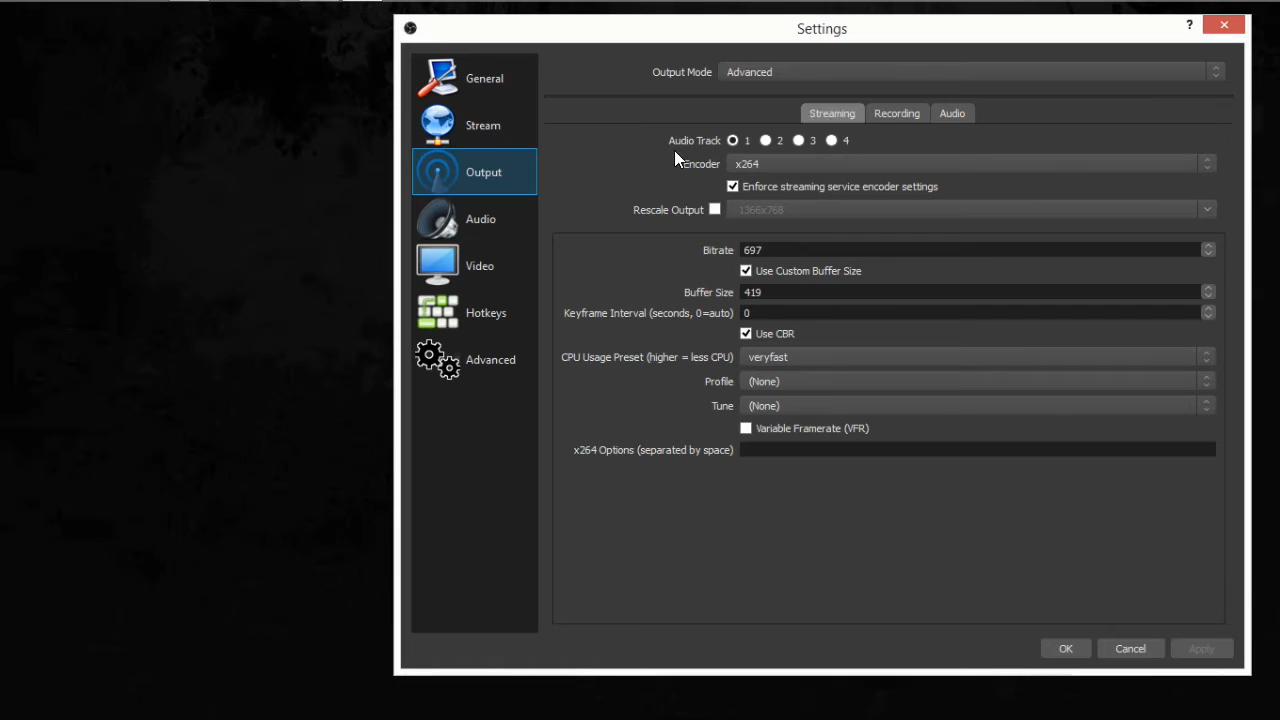 Settings
?
General
Stream
Output
Audio
Video
Hotkeys
Advanced
Output Mode Advanced
Streaming Recording Audio
Audio Track 1 2 3 4
Encoder x264
Enforce streaming service encoder settings
Rescale Output 1366x768
Bitrate 697
Use Custom Buffer Size
Buffer Size 419
Keyframe Interval (seconds, 0=auto) 0
Use CBR
CPU Usage Preset (higher = less CPU) veryfast
Profile (None)
Tune (None)
Variable Framerate (VFR)
x264 Options (separated by space)
OK Cancel Apply